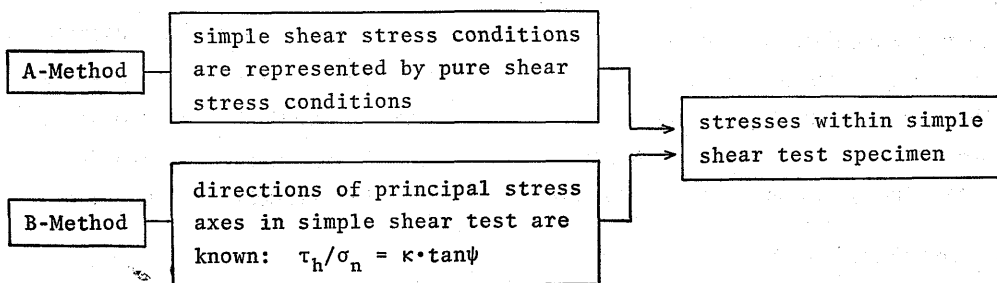 A-Method
simple shear stress conditions
are represented by pure shear
stress conditions
B-Method
directions of principal stress
axes in simple shear test are
known: τh/σn = κ•tanψ
stresses within simple
shear test specimen